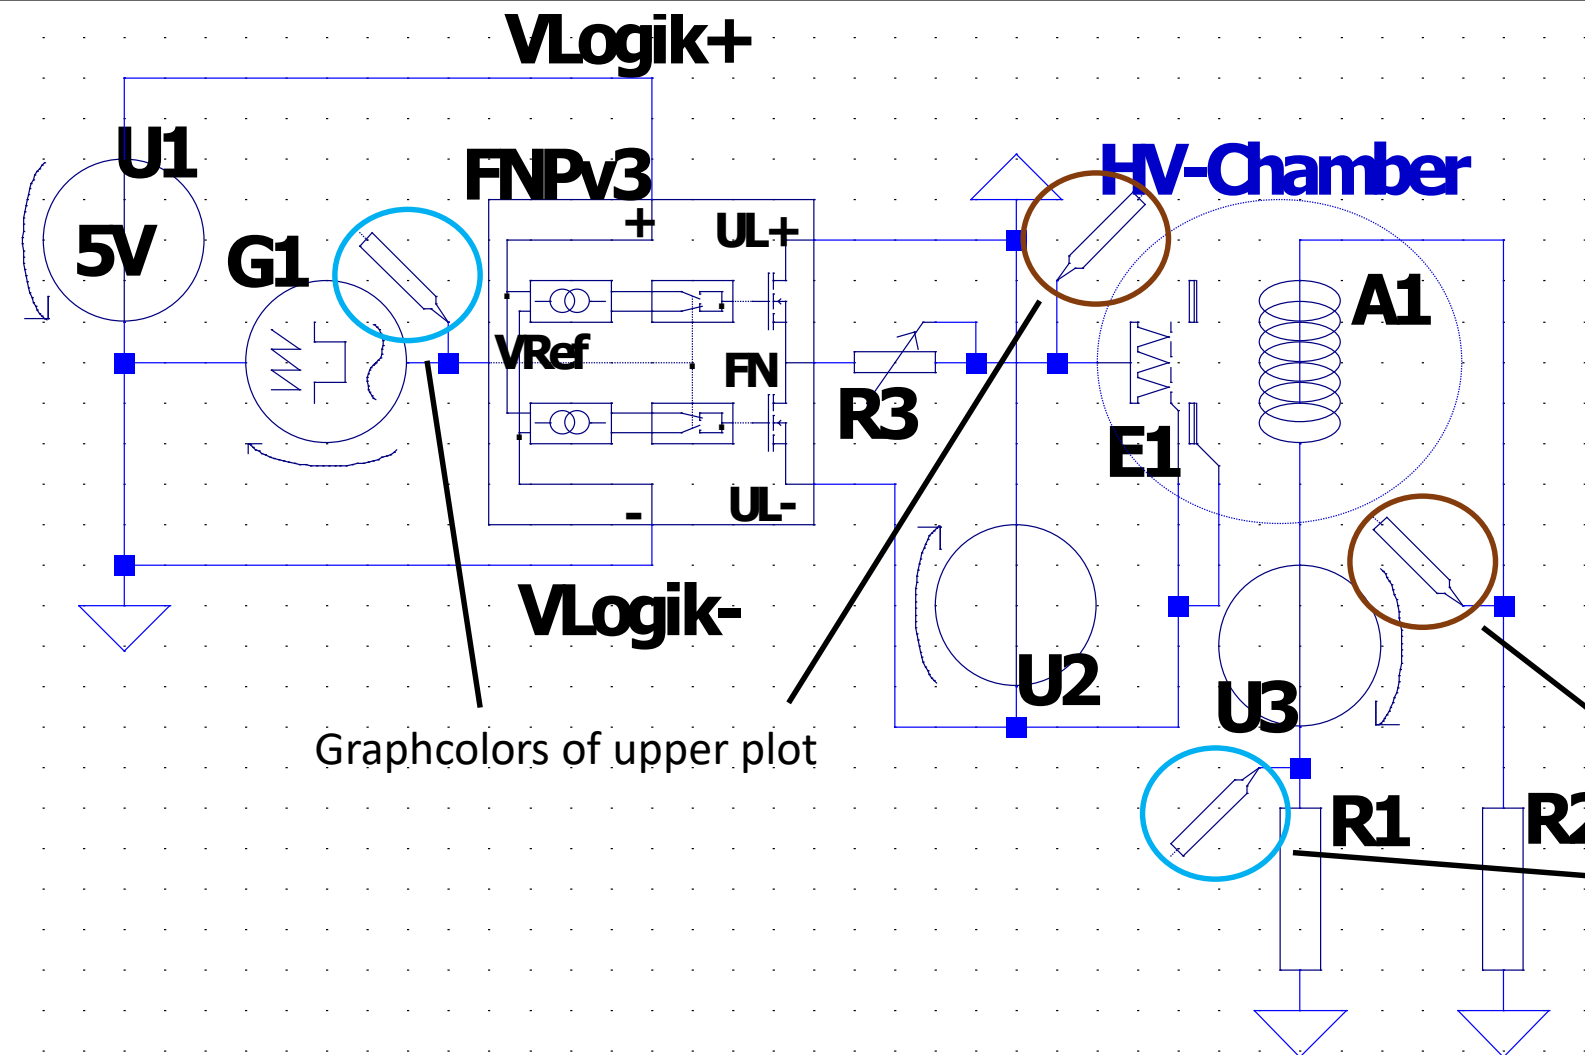 VLogik+
U1
5V
G1
FNPv3
+
UL+
HV-Chamber
A1
VRef
FN
R3
E1
-
UL-
VLogik-
U2
U3
Graphcolors of upper plot
R1
R2